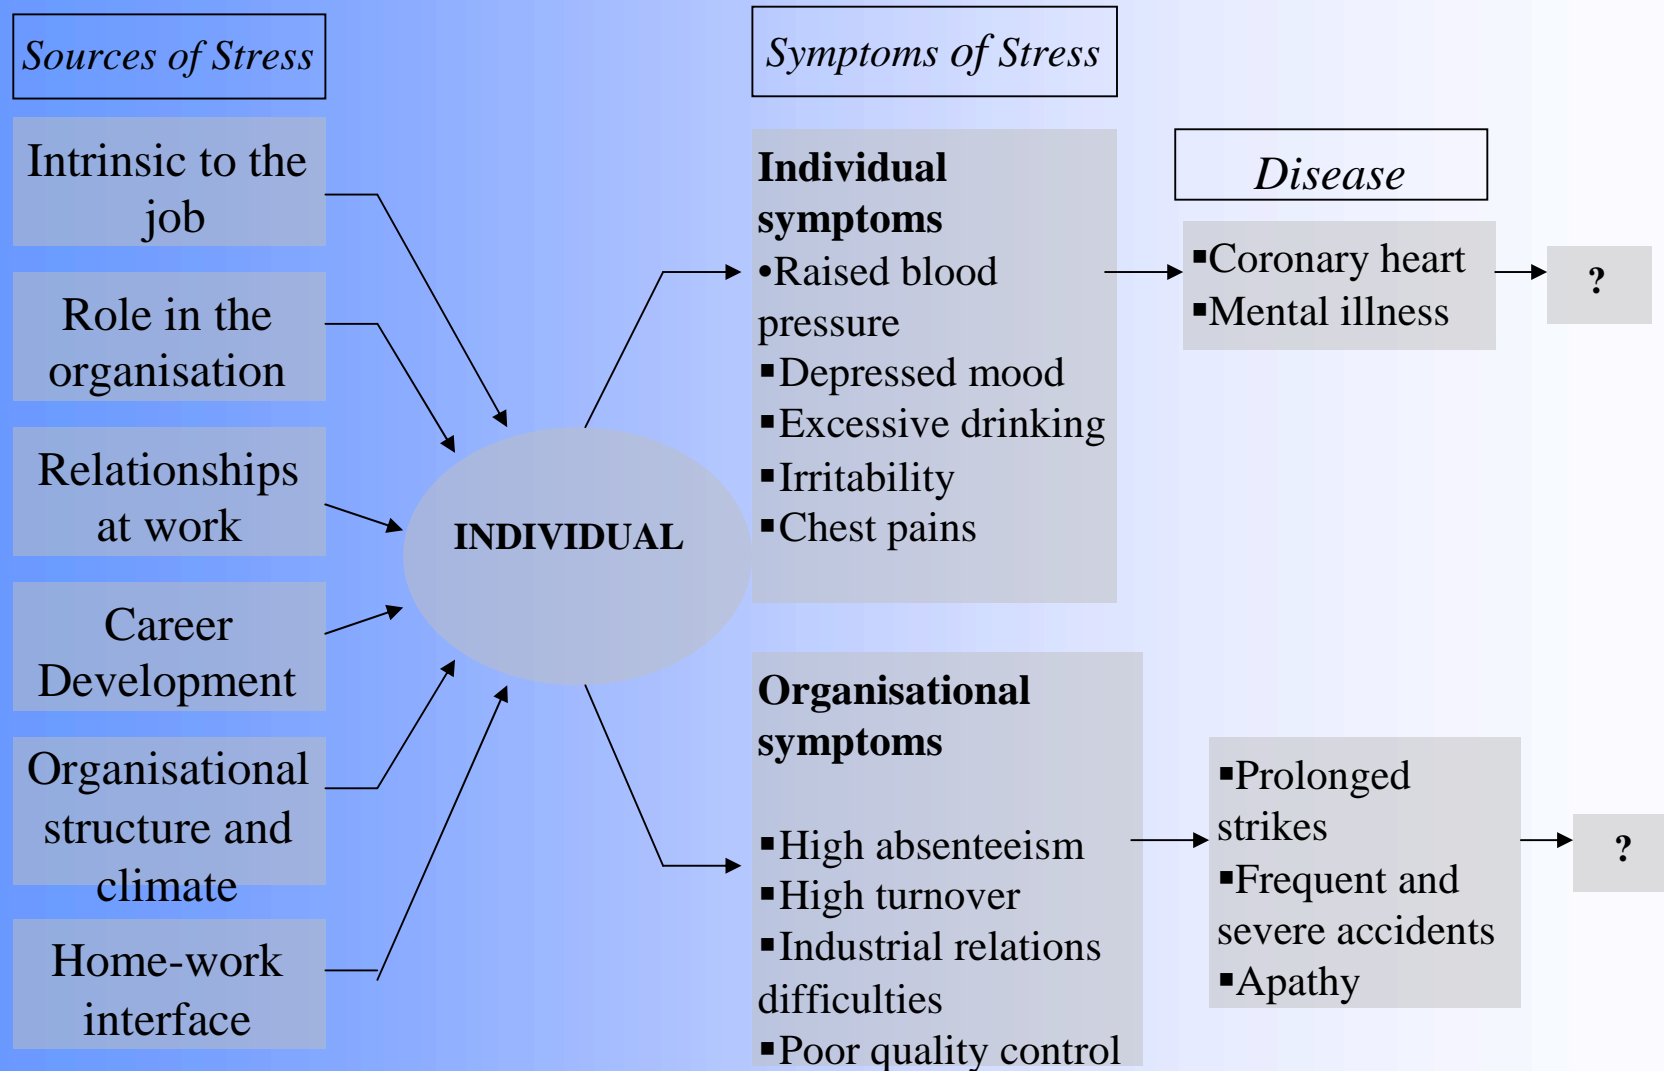 Sources of Stress
Intrinsic to the
job
Role in the
organisation
Relationships
at work
Career
Development
Organisational
structure and
climate
Home-work
interface
INDIVIDUAL
Symptoms of Stress
Individual
symptoms
•Raised blood
pressure
▪Depressed mood
▪Excessive drinking
▪Irritability
▪Chest pains
Organisational
symptoms
▪High absenteeism
▪High turnover
▪Industrial relations
difficulties
▪Poor quality control
Disease
▪Coronary heart
▪Mental illness
?
▪Prolonged
strikes
▪Frequent and
severe accidents
▪Apathy
?